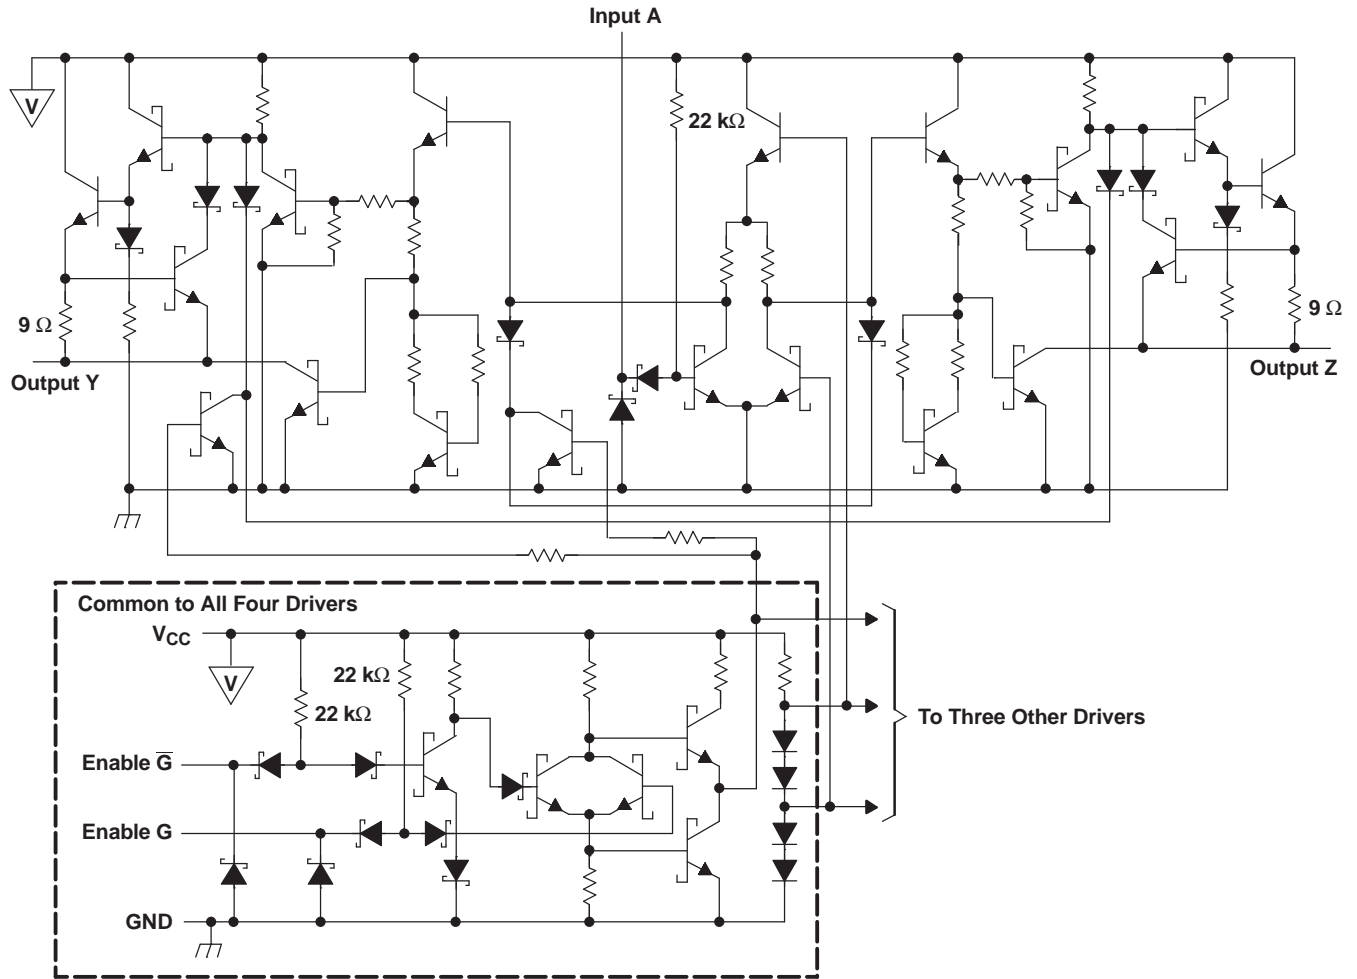 Input A
V
22 kΩ
9 Ω
9 Ω
Output Y
Output Z
Common to All Four Drivers
VCC
V
22 kΩ
22 kΩ
To Three Other Drivers
Enable G̅
Enable G
GND